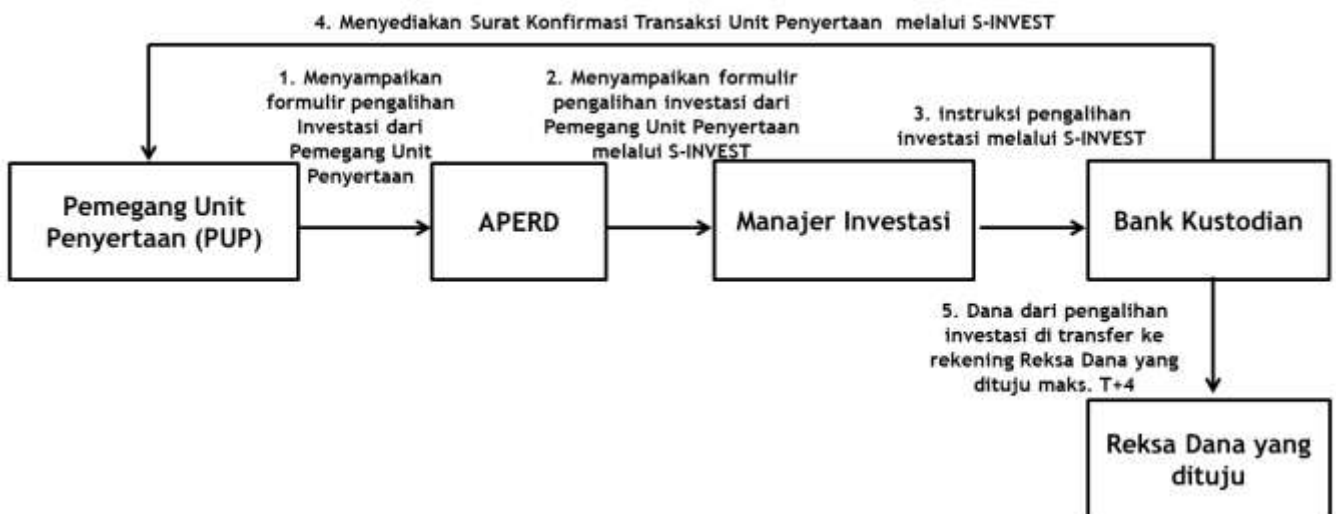 4. Menyediakan Surat Konfirmasi Transaksi Unit Penyertaan melalui S-INVEST
1. Menyampaikan
formulir pengalihan
Investasi dari
Pemegang Unit
Penyertaan
2. Menyampaikan formulir
pengalihan investasi dari
Pemegang Unit Penyertaan
melalui S-INVEST
3. instruksi pengalihan
investasi melalui S-INVEST
Pemegang Unit
Penyertaan (PUP)
APERD
Manajer Investasi
Bank Kustodian
5. Dana dari pengalihan
investasi di transfer ke
rekening Reksa Dana yang
dituju maks. T+4
Reksa Dana yang
dituju